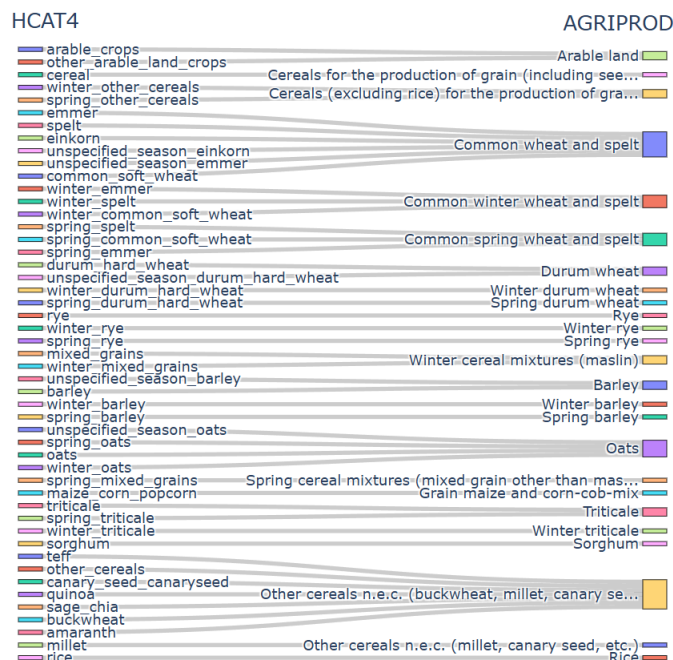 HCAT4
AGRIPROD
arable_crops
other_arable_land_crops
Arable land
cereal
Cereals for the production of grain (including see...
winter_other_cereals
spring_other_cereals
Cereals (excluding rice) for the production of gra...
emmer
spelt
einkorn
unspecified_season_einkorn
unspecified_season_emmer
common_soft_wheat
Common wheat and spelt
winter_emmer
winter_spelt
winter_common_soft_wheat
Common winter wheat and spelt
spring_spelt
spring_common_soft_wheat
spring_emmer
Common spring wheat and spelt
durum_hard_wheat
unspecified_season_durum_hard_wheat
Durum wheat
winter_durum_hard_wheat
Winter durum wheat
spring_durum_hard_wheat
Spring durum wheat
rye
Rye
winter_rye
Winter rye
spring_rye
Spring rye
mixed_grains
winter_mixed_grains
Winter cereal mixtures (maslin)
unspecified_season_barley
barley
Barley
winter_barley
Winter barley
spring_barley
Spring barley
unspecified_season_oats
spring_oats
oats
winter_oats
Oats
spring_mixed_grains
Spring cereal mixtures (mixed grain other than mas...
maize_corn_popcorn
Grain maize and corn-cob-mix
triticale
spring_triticale
Triticale
winter_triticale
Winter triticale
sorghum
Sorghum
teff
other_cereals
canary_seed_canaryseed
quinoa
sage_chia
buckwheat
amaranth
Other cereals n.e.c. (buckwheat, millet, canary se...
millet
Other cereals n.e.c. (millet, canary seed, etc.)
rice
Rice